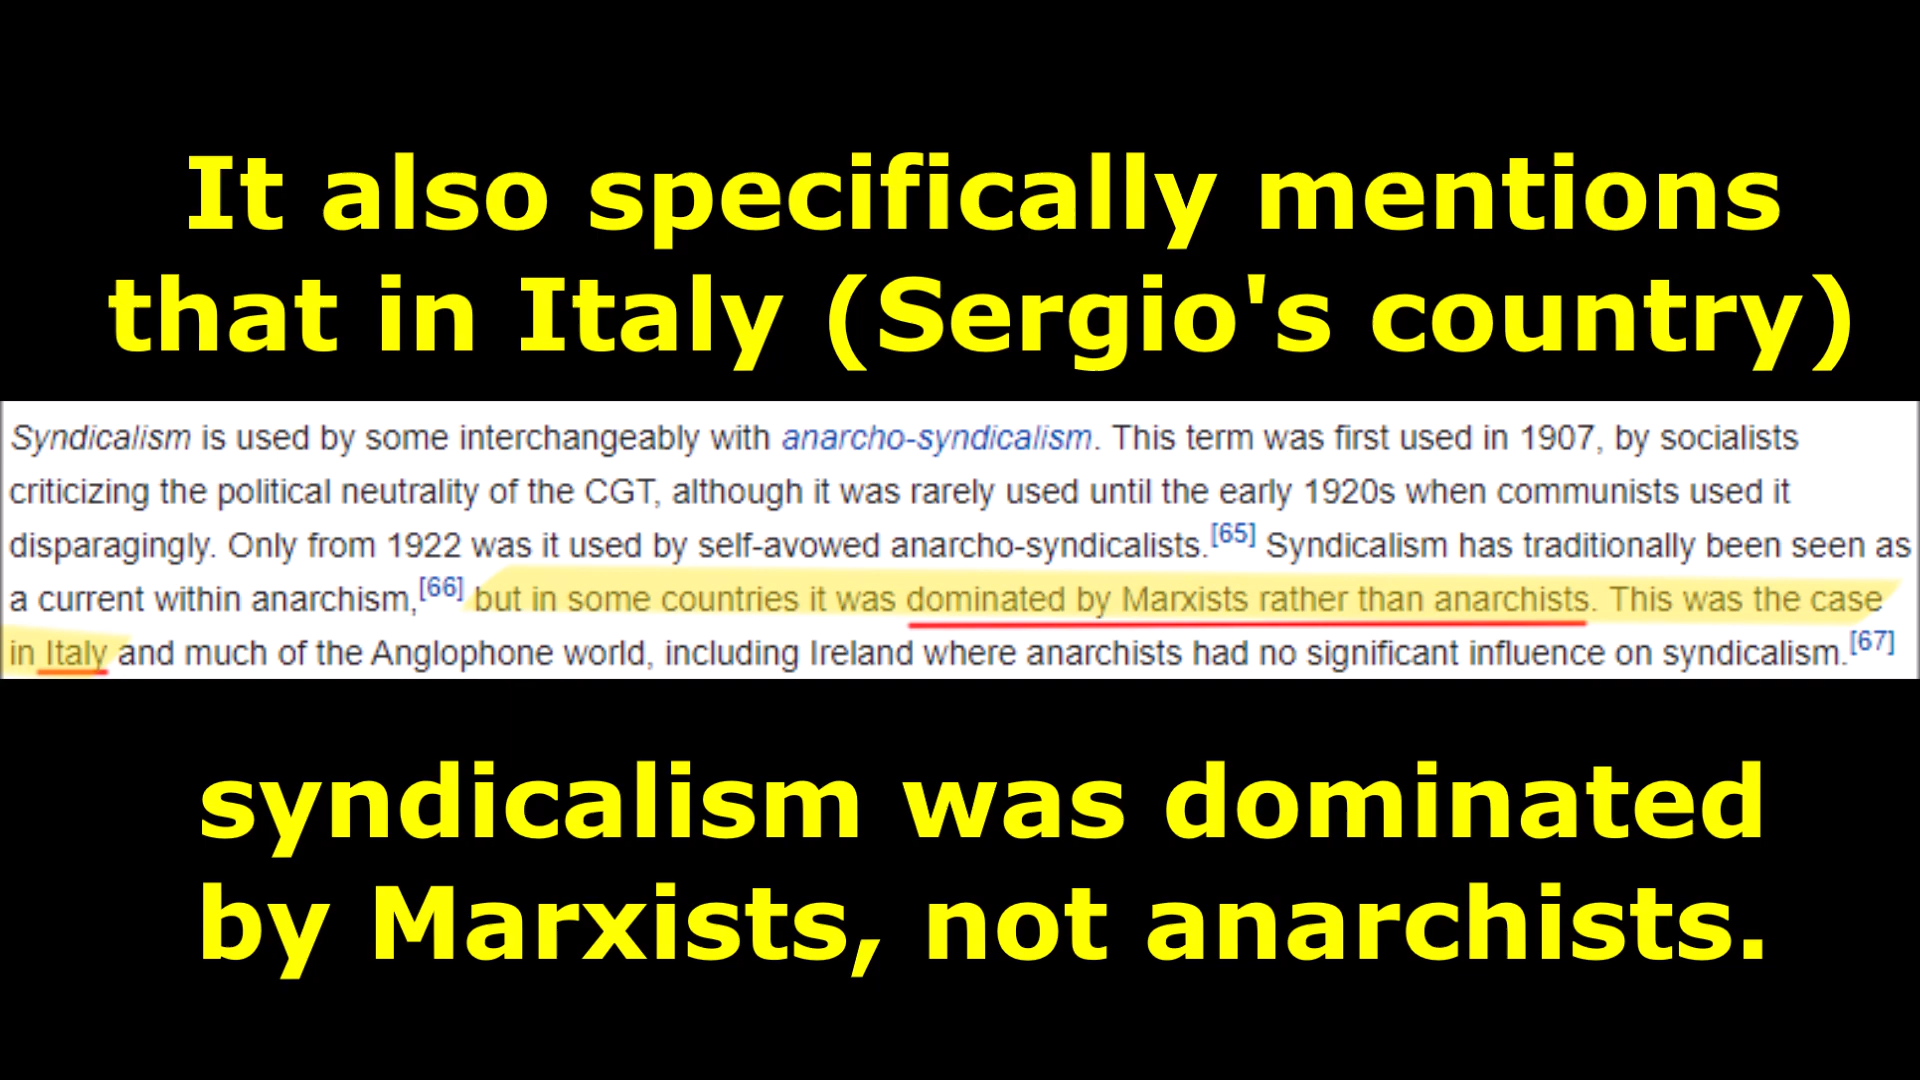 It also specifically mentions
that in Italy (Sergio's country)
Syndicalism is used by some interchangeably with anarcho-syndicalism. This term was first used in 1907, by socialists
criticizing the political neutrality of the CGT, although it was rarely used until the early 1920s when communists used it
disparagingly. Only from 1922 was it used by self-avowed anarcho-syndicalists.[65] Syndicalism has traditionally been seen as
a current within anarchism,[66] but in some countries it was dominated by Marxists rather than anarchists. This was the case
in Italy and much of the Anglophone world, including Ireland where anarchists had no significant influence on syndicalism.[67]
syndicalism was dominated
by Marxists, not anarchists.